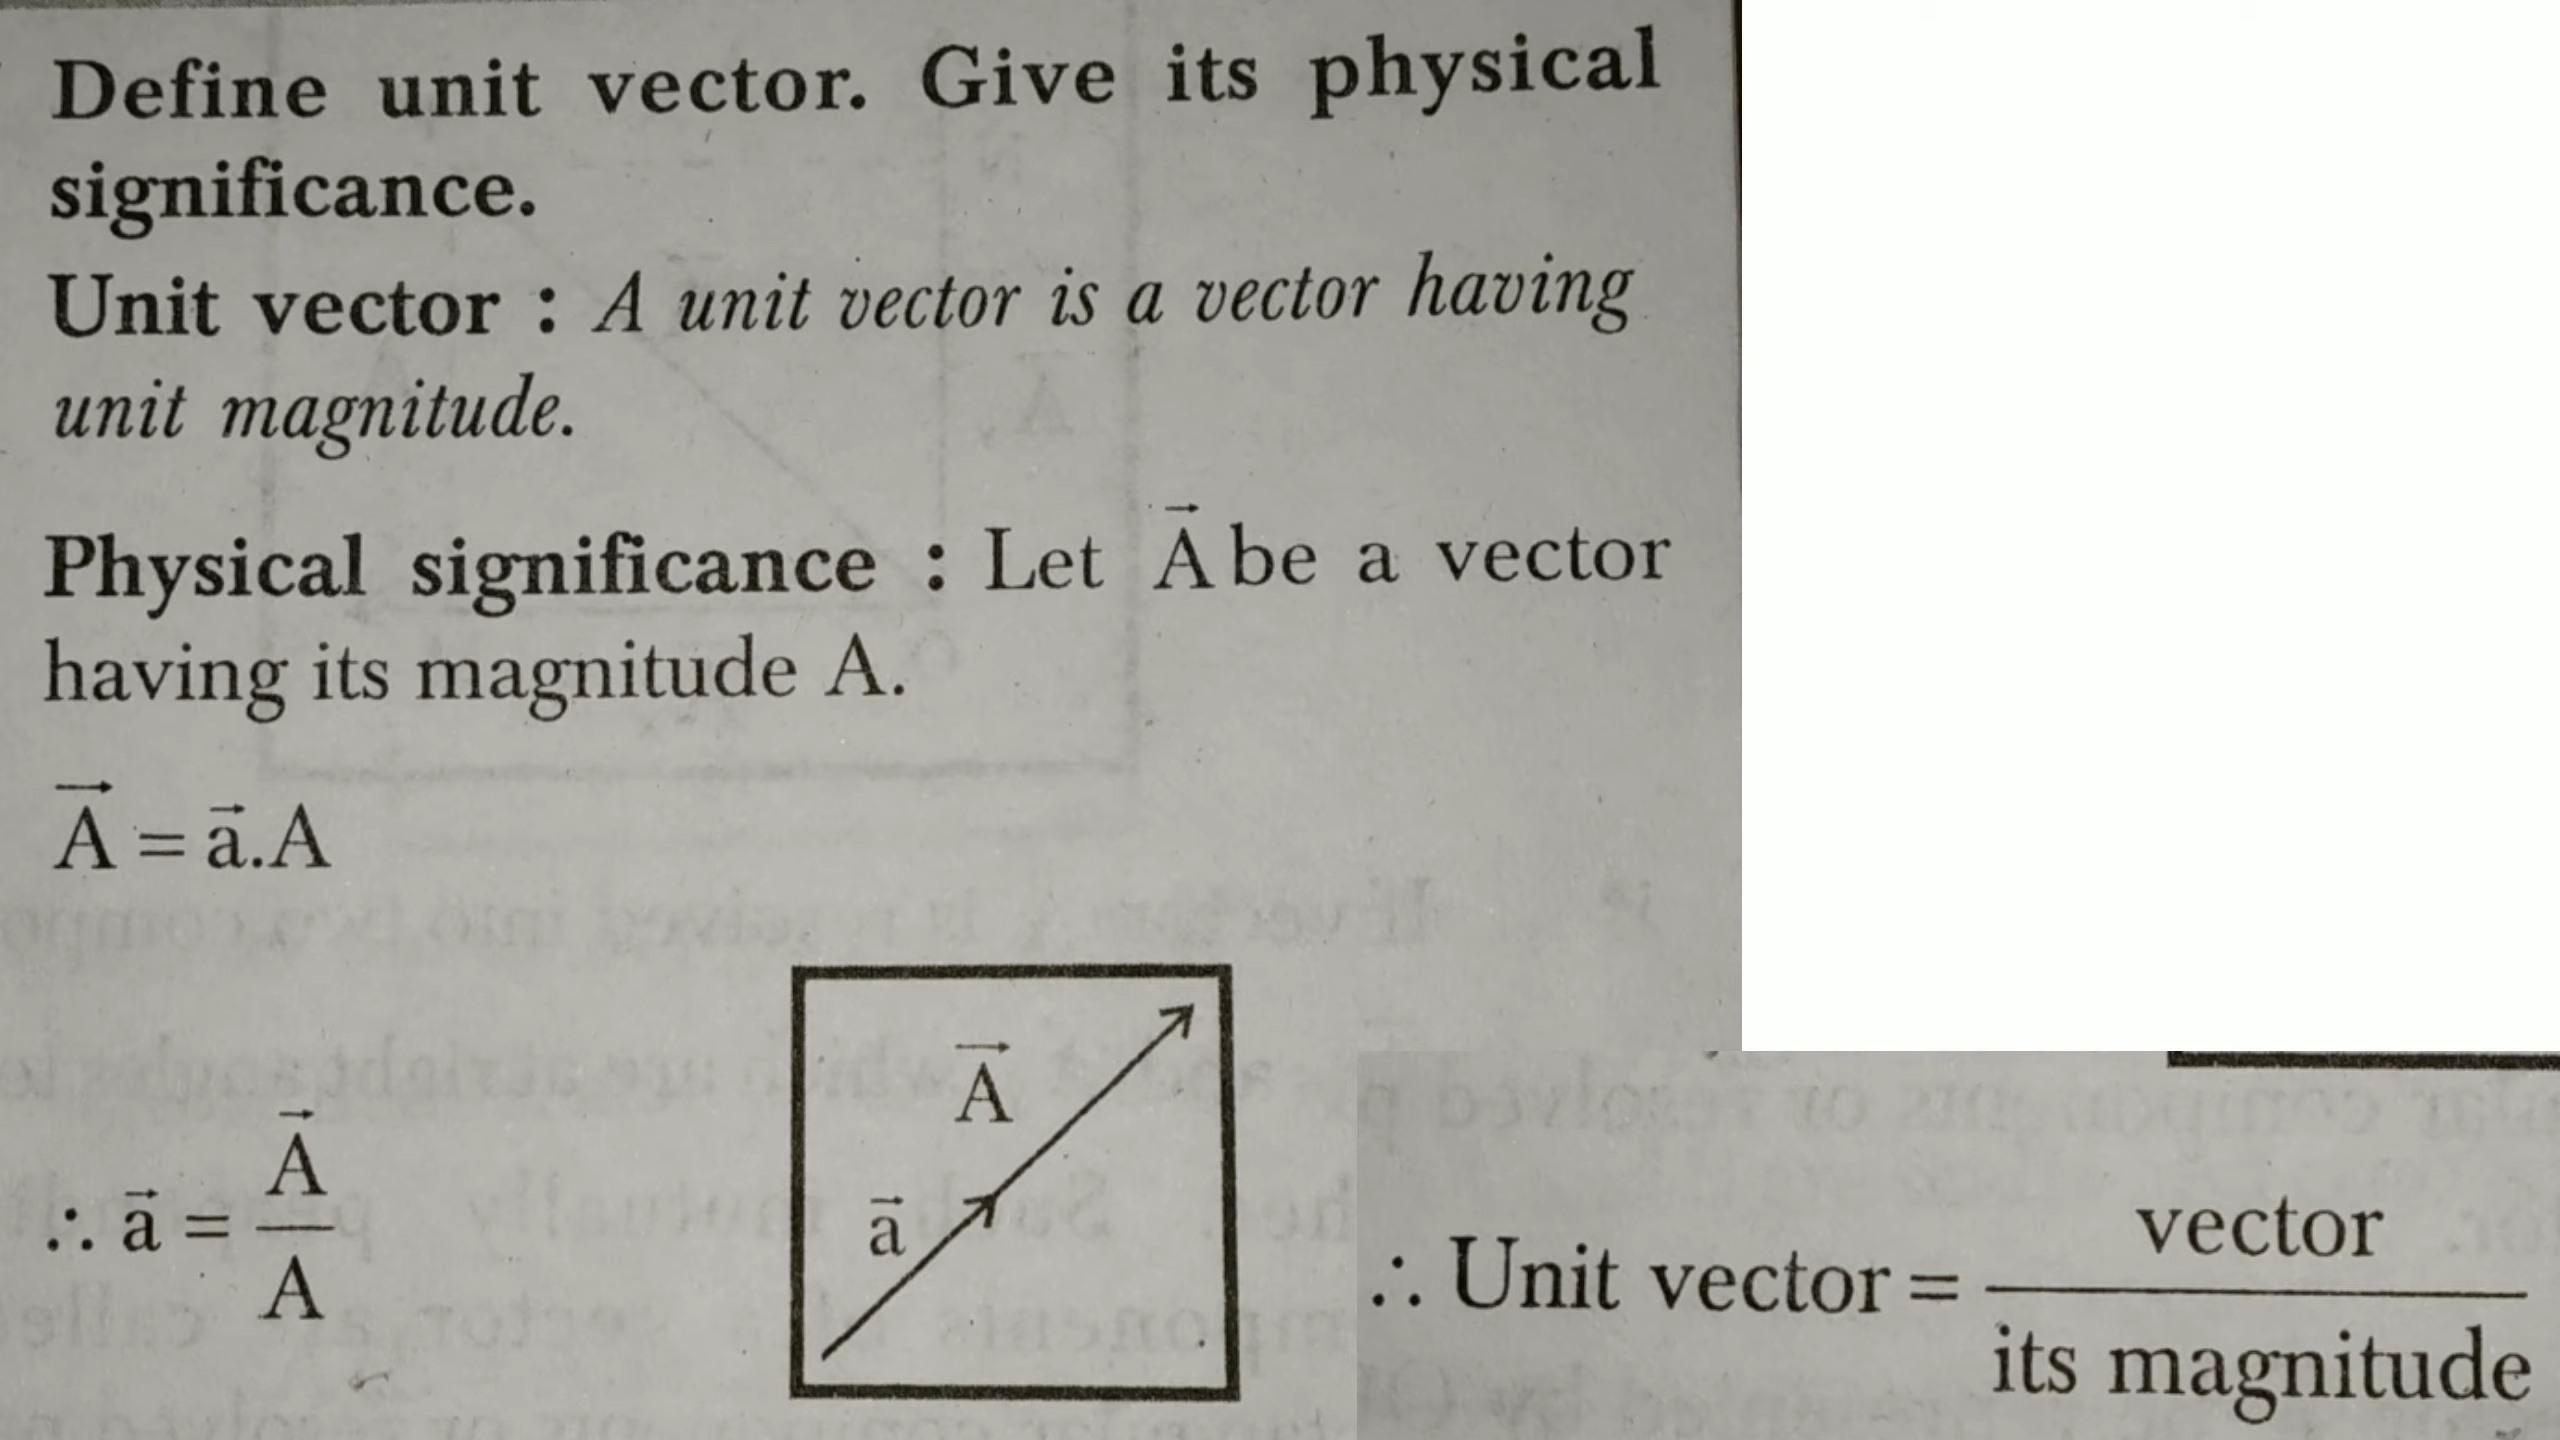 Define unit vector. Give its physical
significance.
Unit vector : A unit vector is a vector having
unit magnitude.
Physical significance : Let A⃗ be a vector
having its magnitude A.
A⃗ = a⃗.A
∴ a⃗ = A⃗ / A
A⃗
a⃗
∴ Unit vector = vector / its magnitude